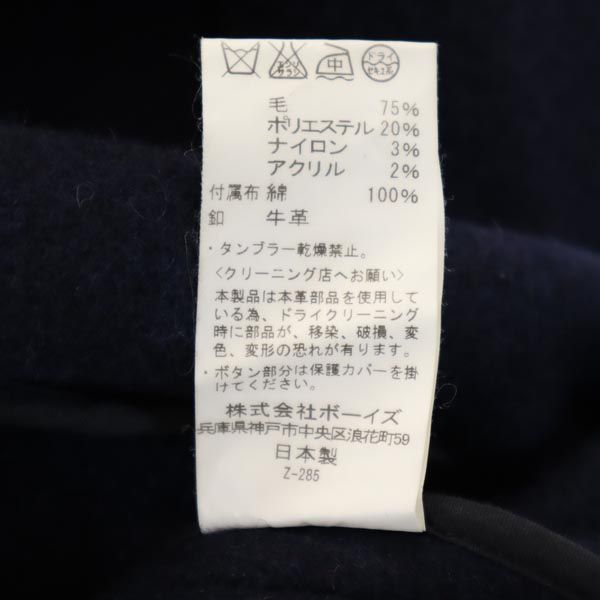 エンソ
サラシ
中
ドライ
セキユ系
毛 75%
ポリエステル 20%
ナイロン 3%
アクリル 2%
付属布 綿 100%
釦 牛革
・タンブラー乾燥禁止。
〈クリーニング店へお願い〉
本製品は本革部品を使用して
いる為、ドライクリーニング
時に部品が、移染、破損、変
色、変形の恐れが有ります。
・ボタン部分は保護カバーを掛
けてください。
株式会社ボーイズ
兵庫県神戸市中央区浪花町59
日本製
Z-285